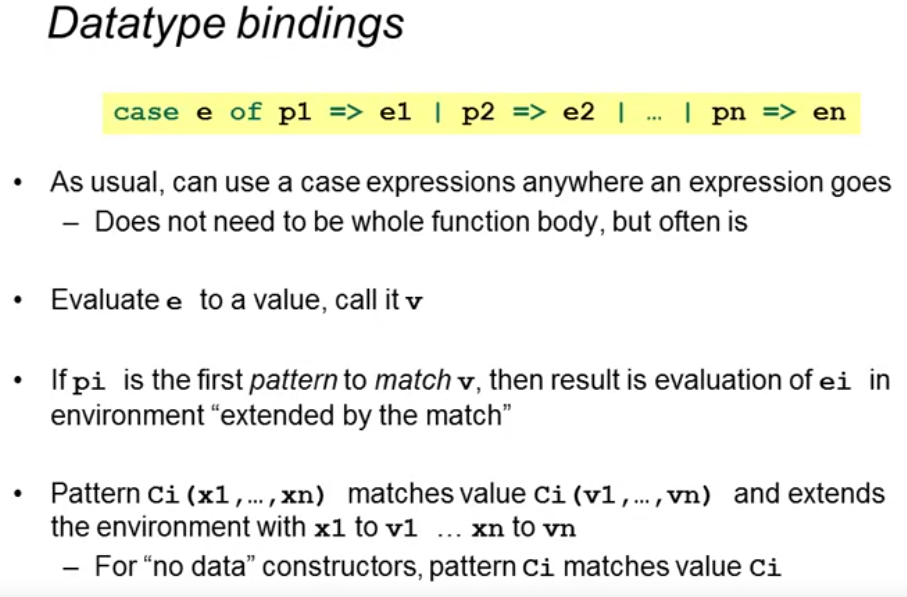 Datatype bindings
case e of p1 => e1 | p2 => e2 | … | pn => en
• As usual, can use a case expressions anywhere an expression goes
– Does not need to be whole function body, but often is
• Evaluate e to a value, call it v
• If pi is the first pattern to match v, then result is evaluation of ei in
environment “extended by the match”
• Pattern Ci(x1,…,xn) matches value Ci(v1,…,vn) and extends
the environment with x1 to v1 … xn to vn
– For “no data” constructors, pattern Ci matches value Ci